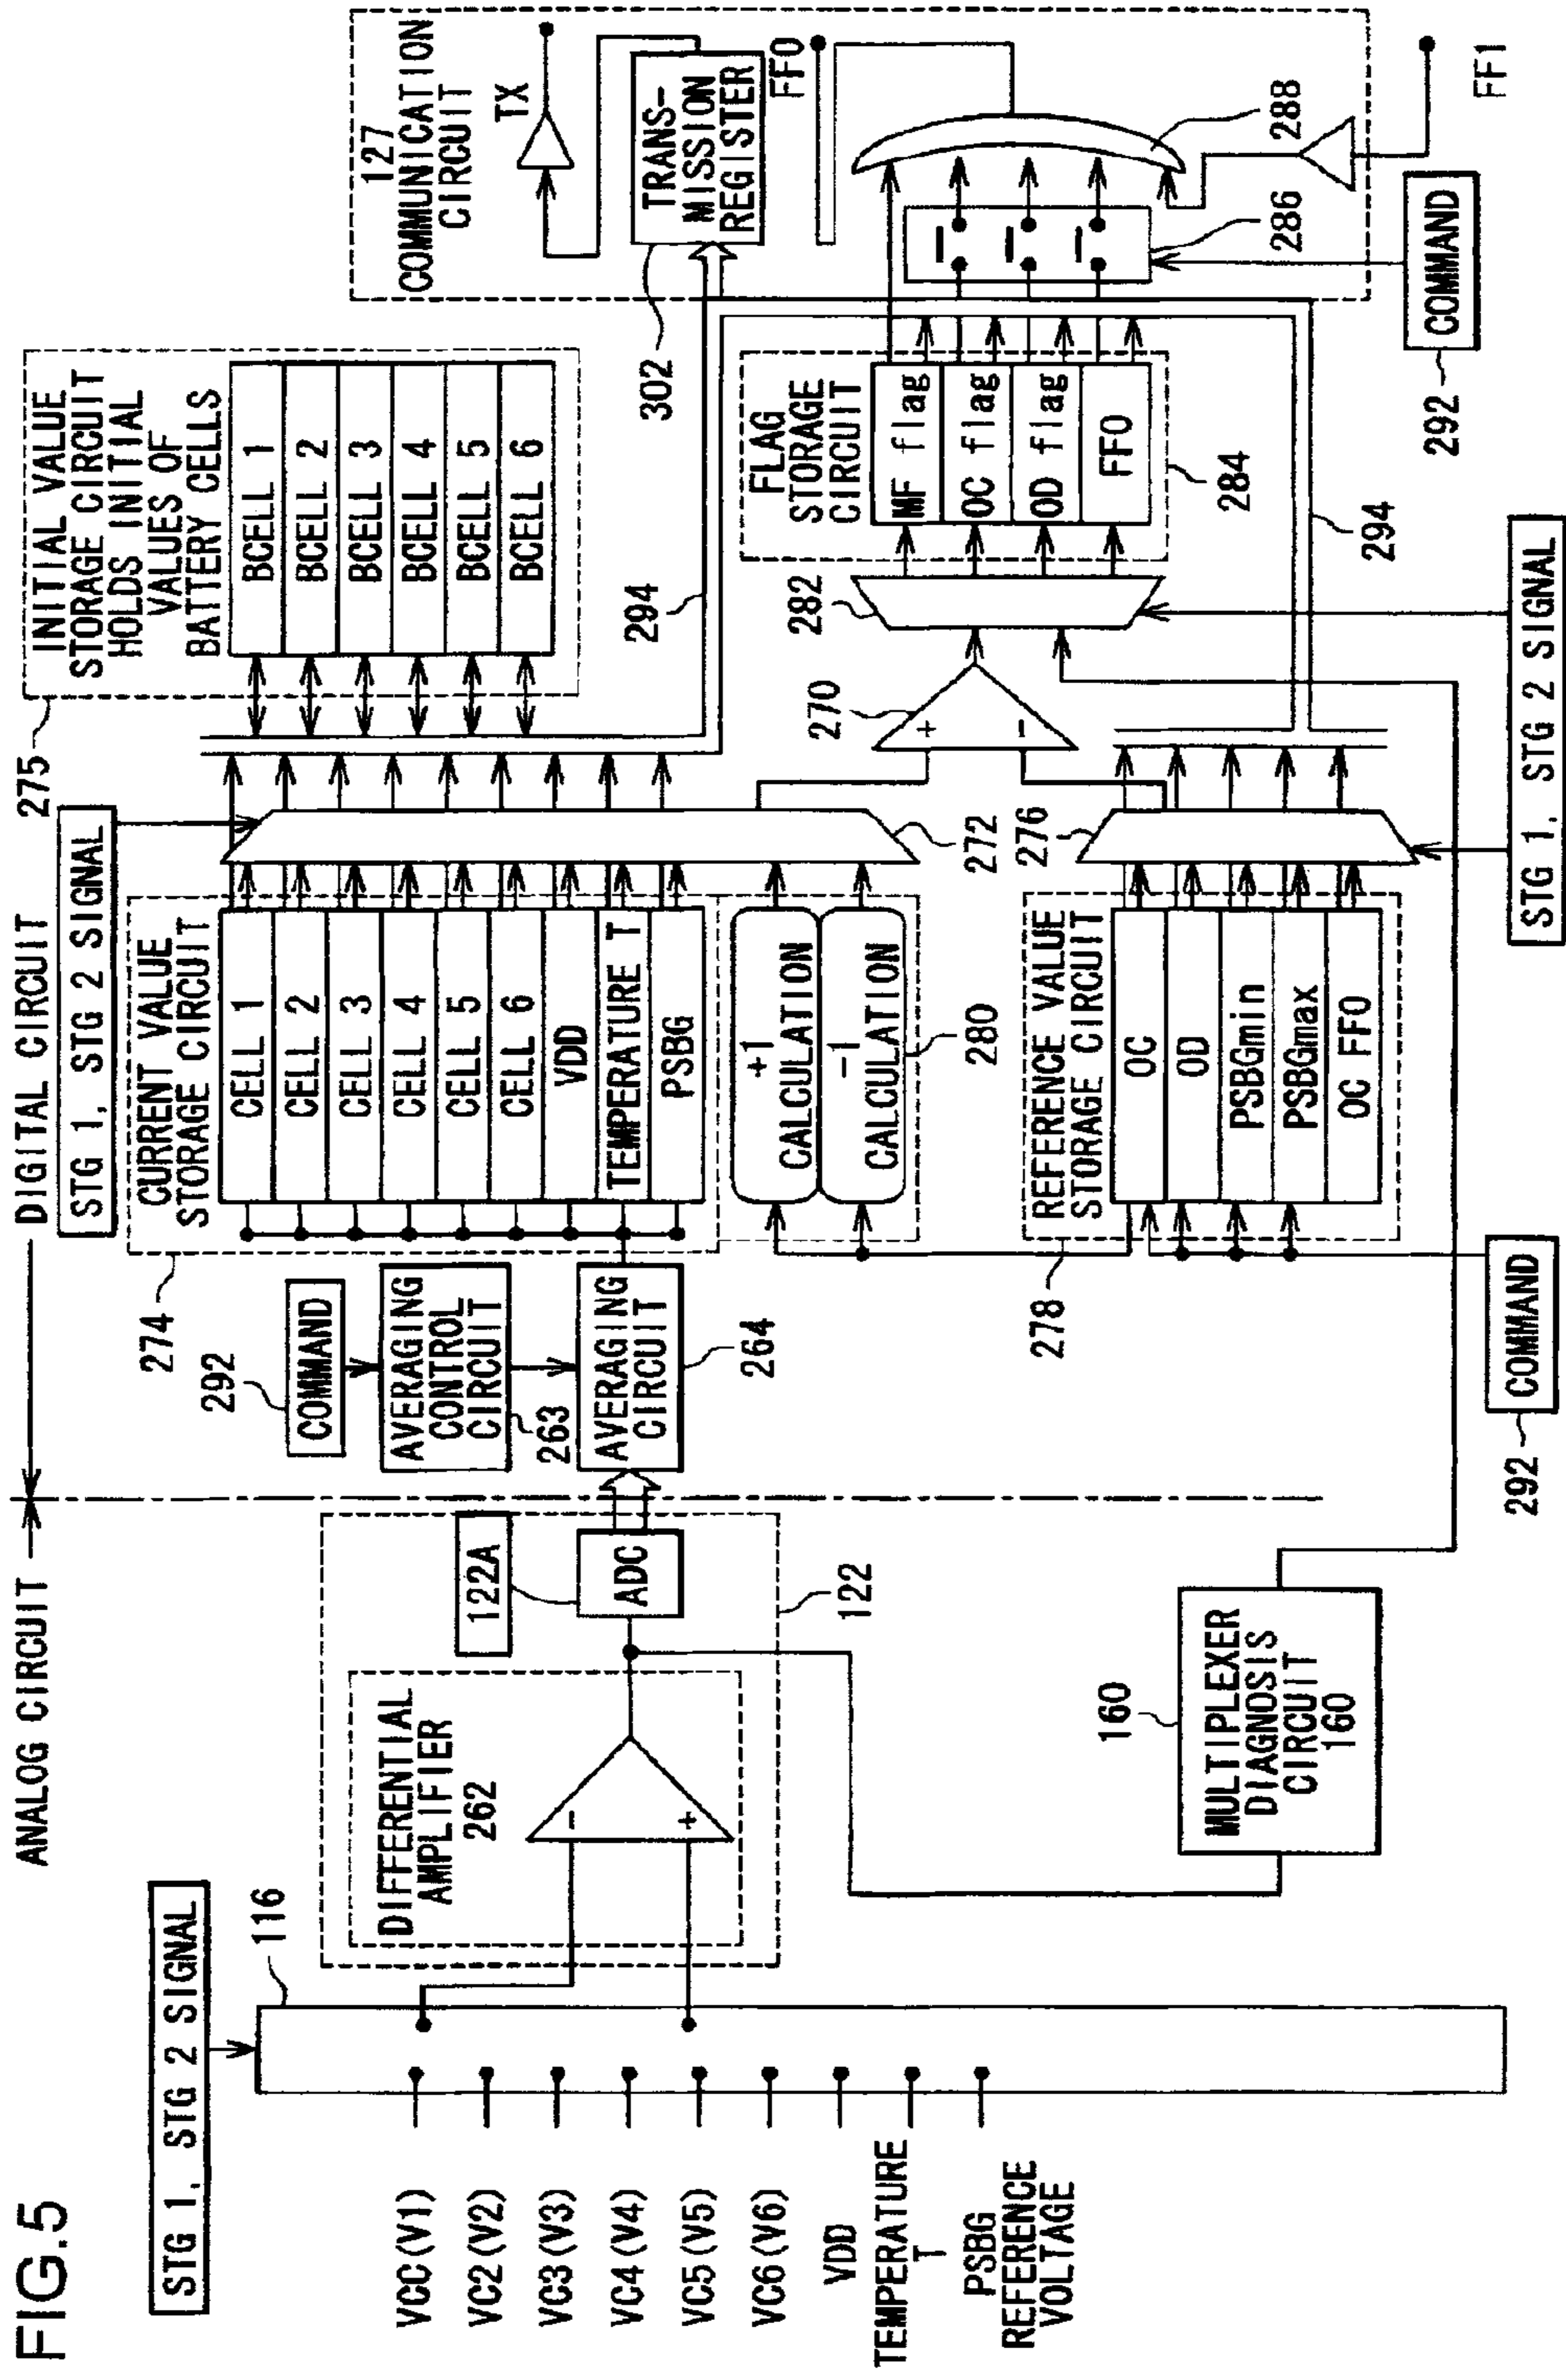 FIG.5
ANALOG CIRCUIT
DIGITAL CIRCUIT
STG 1, STG 2 SIGNAL
116
VCC(V1)
VC2(V2)
VC3(V3)
VC4(V4)
VC5(V5)
VC6(V6)
VDD
TEMPERATURE
T
PSBG
REFERENCE
VOLTAGE
DIFFERENTIAL
AMPLIFIER
262
-
+
122A
ADC
122
160
MULTIPLEXER
DIAGNOSIS
CIRCUIT
160
292
COMMAND
AVERAGING
CONTROL
CIRCUIT
263
AVERAGING
CIRCUIT
264
274
STG 1, STG 2 SIGNAL
CURRENT VALUE
STORAGE CIRCUIT
CELL 1
CELL 2
CELL 3
CELL 4
CELL 5
CELL 6
VDD
TEMPERATURE T
PSBG
+1
CALCULATION
-1
CALCULATION
280
272
278
REFERENCE VALUE
STORAGE CIRCUIT
OC
OD
PSBGmin
PSBGmax
OC FFO
276
292
COMMAND
STG 1, STG 2 SIGNAL
275
INITIAL VALUE
STORAGE CIRCUIT
HOLDS INITIAL
VALUES OF
BATTERY CELLS
BCELL 1
BCELL 2
BCELL 3
BCELL 4
BCELL 5
BCELL 6
294
270
+
-
282
FLAG
STORAGE
CIRCUIT
MF flag
OC flag
OD flag
FFO
284
294
302
127
COMMUNICATION
CIRCUIT
TX
TRANS-
MISSION
REGISTER
FFO
288
286
292
COMMAND
FFI